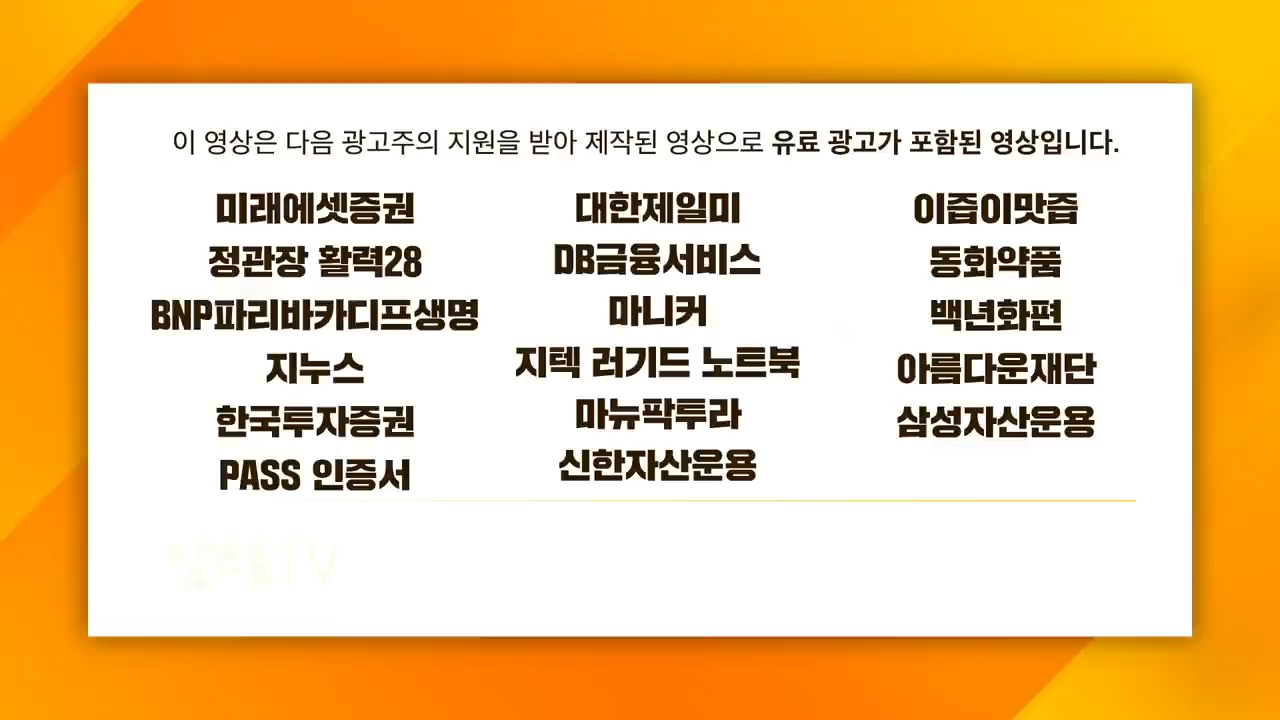 이 영상은 다음 광고주의 지원을 받아 제작된 영상으로 유료 광고가 포함된 영상입니다.
미래에셋증권
정관장 활력28
BNP파리바카디프생명
지누스
한국투자증권
PASS 인증서
대한제일미
DB금융서비스
마니커
지텍 러기드 노트북
마뉴팍투라
신한자산운용
이즙이맛즙
동화약품
백년화편
아름다운재단
삼성자산운용